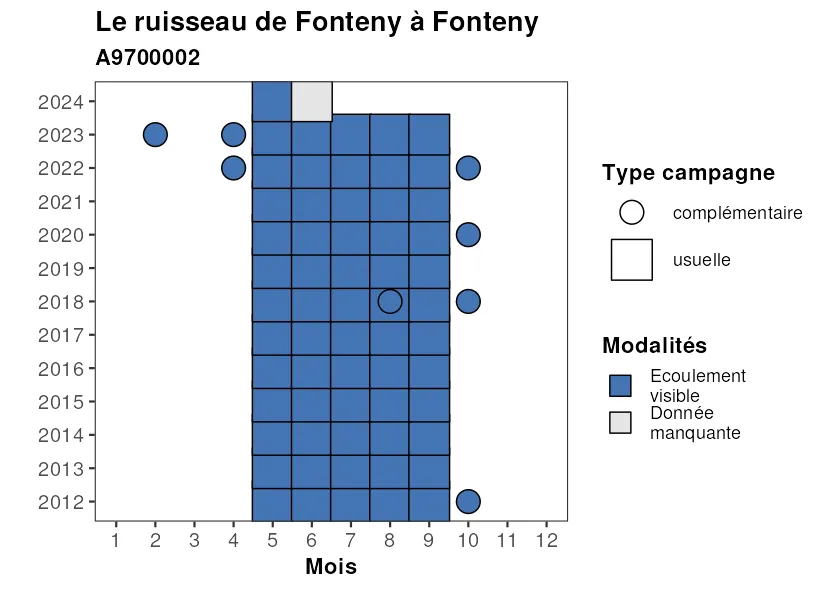 Le ruisseau de Fonteny à Fonteny
A9700002
2024
2023
2022
2021
2020
2019
2018
2017
2016
2015
2014
2013
2012
1 2 3 4 5 6 7 8 9 10 11 12
Mois
Type campagne
complémentaire
usuelle
Modalités
Ecoulement
visible
Donnée
manquante